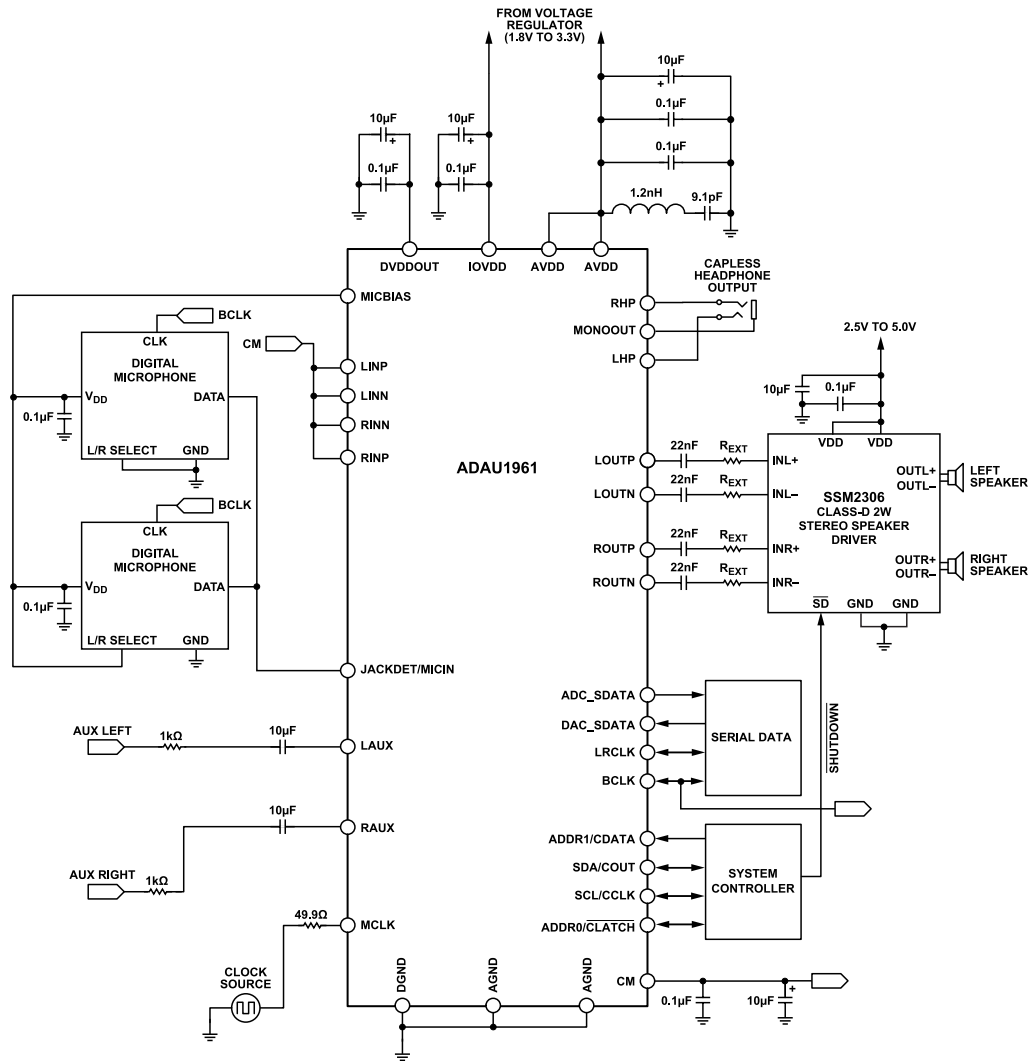 FROM VOLTAGE
REGULATOR
(1.8V TO 3.3V)
10µF
+
0.1µF
0.1µF
1.2nH
9.1pF
10µF
+
0.1µF
10µF
+
0.1µF
DVDDOUT
IOVDD
AVDD
AVDD
CAPLESS
HEADPHONE
OUTPUT
MICBIAS
RHP
MONOOUT
LHP
BCLK
CLK
DIGITAL
MICROPHONE
VDD
DATA
0.1µF
L/R SELECT
GND
CM
LINP
LINN
RINN
RINP
ADAU1961
2.5V TO 5.0V
10µF
0.1µF
VDD
VDD
LOUTP
22nF
REXT
INL+
LOUTN
22nF
REXT
INL–
ROUTP
22nF
REXT
INR+
ROUTN
22nF
REXT
INR–
SSM2306
CLASS-D 2W
STEREO SPEAKER
DRIVER
OUTL+
OUTL–
LEFT
SPEAKER
OUTR+
OUTR–
RIGHT
SPEAKER
SD
GND
GND
BCLK
CLK
DIGITAL
MICROPHONE
VDD
DATA
0.1µF
L/R SELECT
GND
JACKDET/MICIN
ADC_SDATA
DAC_SDATA
LRCLK
BCLK
SERIAL DATA
SHUTDOWN
AUX LEFT
1kΩ
10µF
LAUX
10µF
RAUX
AUX RIGHT
1kΩ
ADDR1/CDATA
SDA/COUT
SCL/CCLK
ADDR0/CLATCH
SYSTEM
CONTROLLER
49.9Ω
MCLK
CLOCK
SOURCE
DGND
AGND
AGND
CM
0.1µF
10µF
+